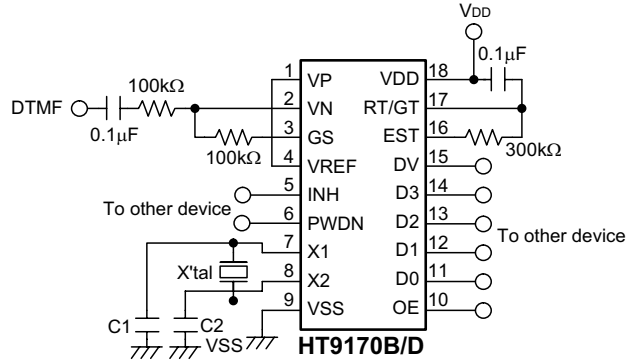 VDD
0.1μF
100kΩ
DTMF
0.1μF
100kΩ
1 VP
2 VN
3 GS
4 VREF
5 INH
6 PWDN
7 X1
8 X2
9 VSS
VDD 18
RT/GT 17
EST 16
DV 15
D3 14
D2 13
D1 12
D0 11
OE 10
300kΩ
To other device
To other device
X'tal
C1
C2
VSS
HT9170B/D